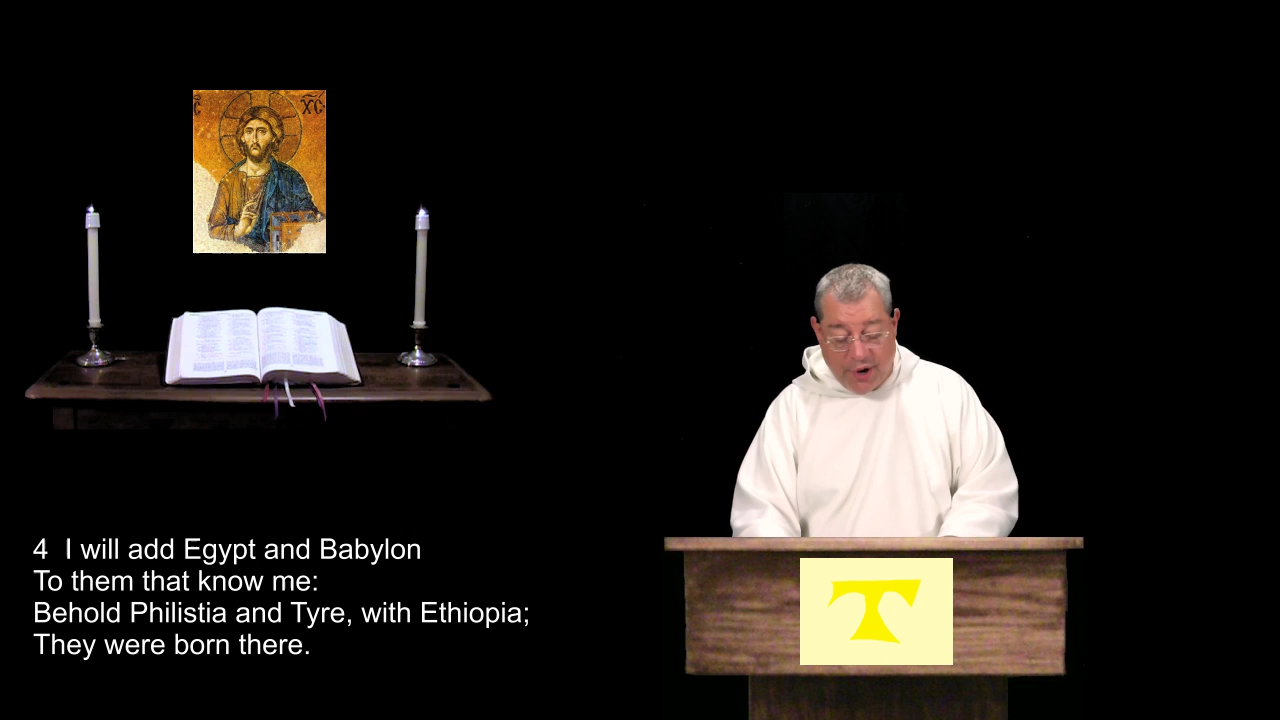 XC
4 I will add Egypt and Babylon
To them that know me:
Behold Philistia and Tyre, with Ethiopia;
They were born there.
T